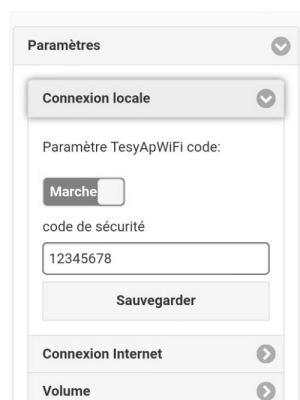 Paramètres
Connexion locale
Paramètre TesyApWiFi code:
Marche
code de sécurité
12345678
Sauvegarder
Connexion Internet
Volume